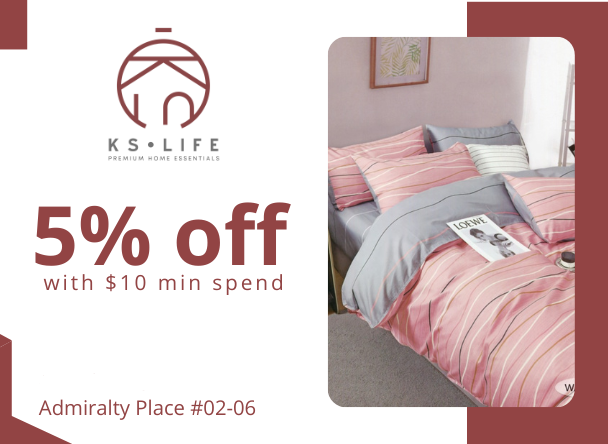 KS•LIFE
PREMIUM HOME ESSENTIALS
5% off
with $10 min spend
Admiralty Place #02-06
LOEWE